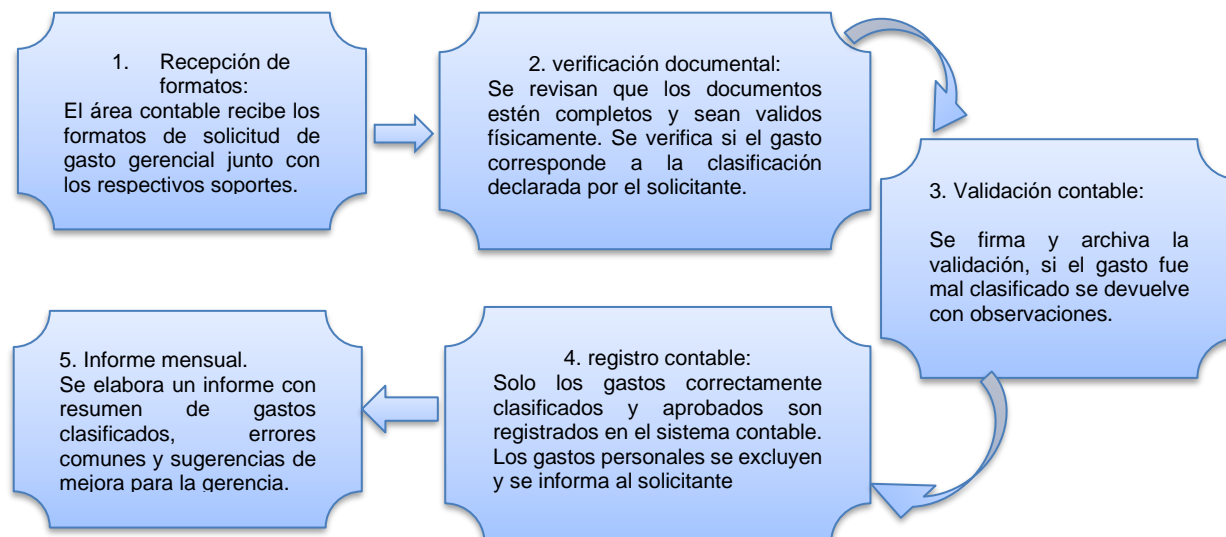 1. Recepción de
formatos:
El área contable recibe los
formatos de solicitud de
gasto gerencial junto con
los respectivos soportes.
2. verificación documental:
Se revisan que los documentos
estén completos y sean validos
físicamente. Se verifica si el gasto
corresponde a la clasificación
declarada por el solicitante.
3. Validación contable:
Se firma y archiva la
validación, si el gasto fue
mal clasificado se devuelve
con observaciones.
4. registro contable:
Solo los gastos correctamente
clasificados y aprobados son
registrados en el sistema contable.
Los gastos personales se excluyen
y se informa al solicitante
5. Informe mensual.
Se elabora un informe con
resumen de gastos
clasificados, errores
comunes y sugerencias de
mejora para la gerencia.